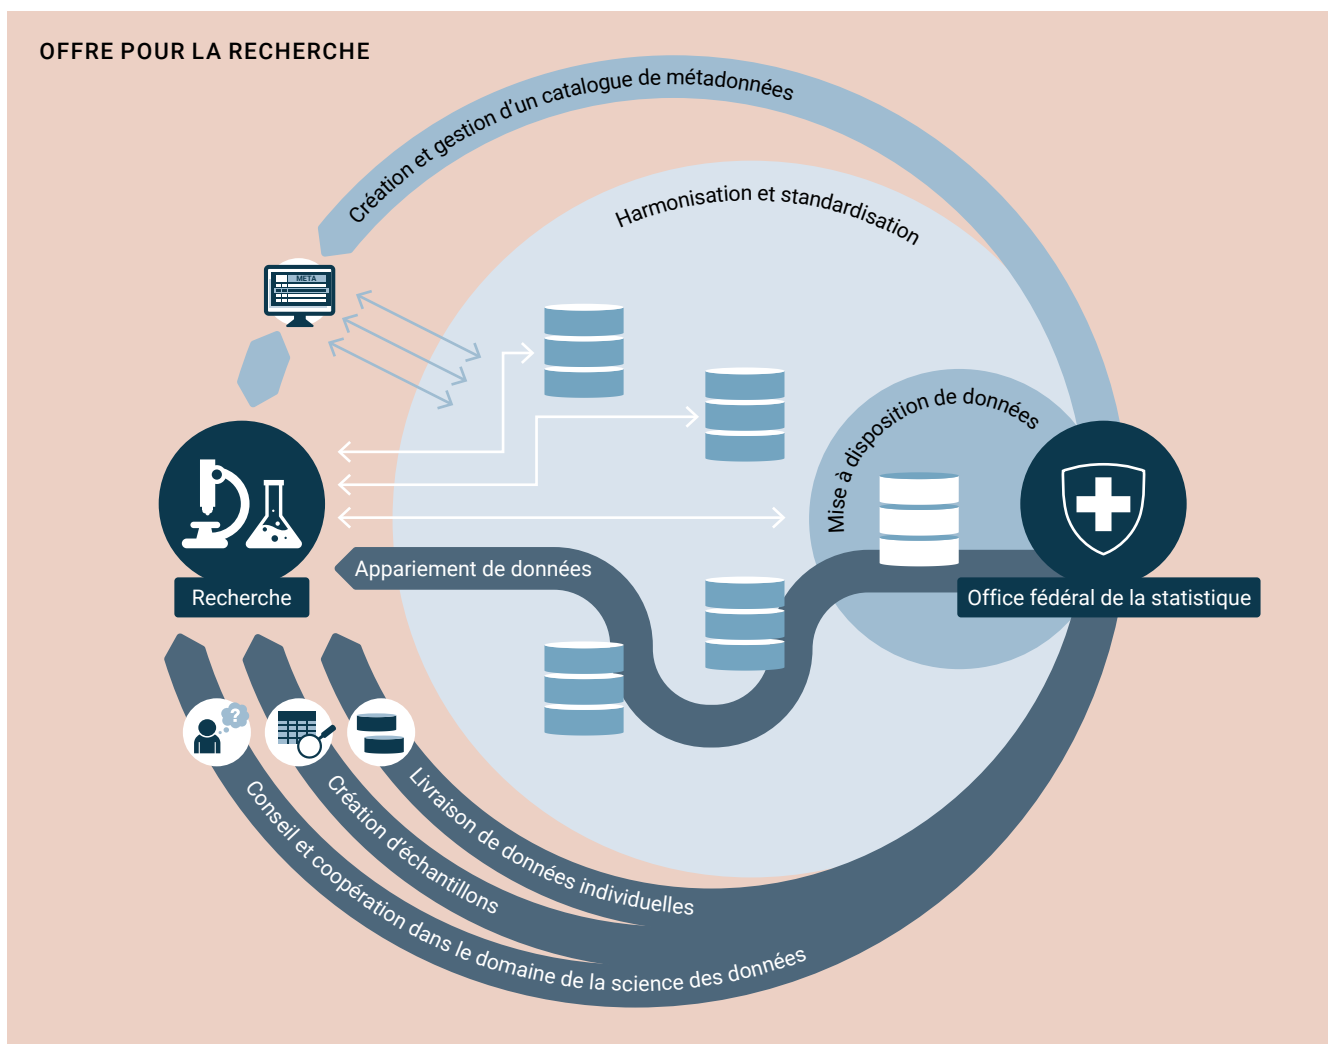 OFFRE POUR LA RECHERCHE
Création et gestion d’un catalogue de métadonnées
Harmonisation et standardisation
META
Mise à disposition de données
Appariement de données
Recherche
Office fédéral de la statistique
?
Livraison de données individuelles
Création d’échantillons
Conseil et coopération dans le domaine de la science des données